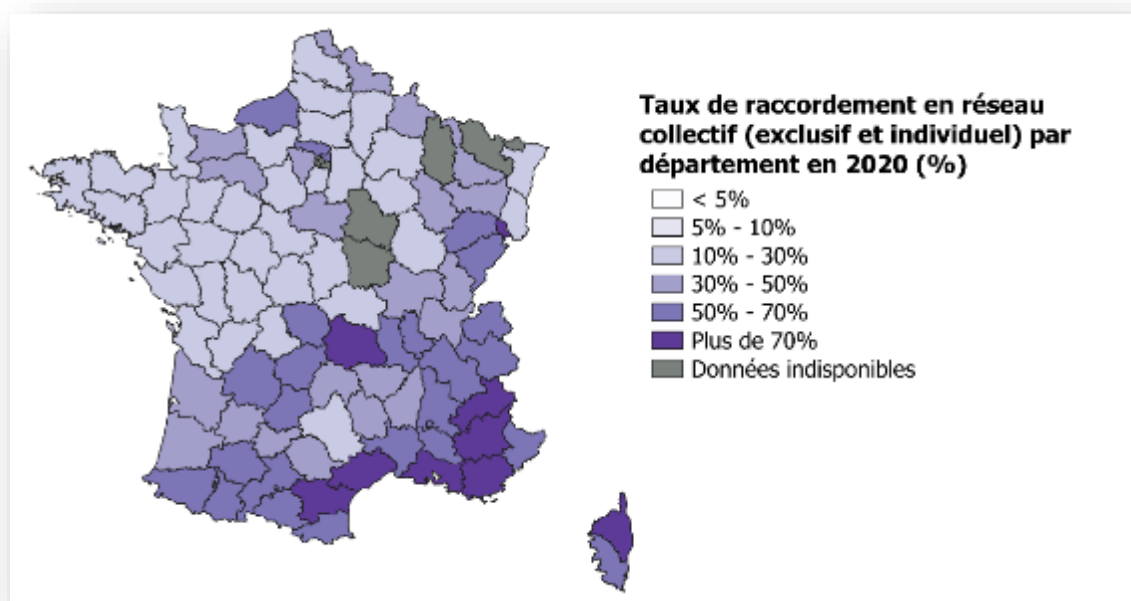 Taux de raccordement en réseau
collectif (exclusif et individuel) par
département en 2020 (%)
< 5%
5% - 10%
10% - 30%
30% - 50%
50% - 70%
Plus de 70%
Données indisponibles